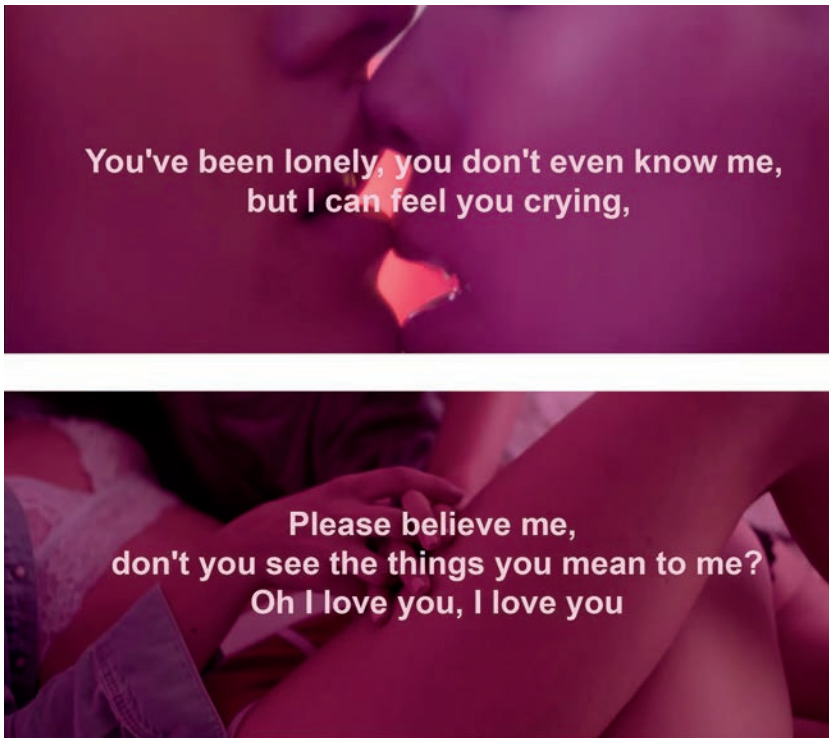 You've been lonely, you don't even know me,
but I can feel you crying,
Please believe me,
don't you see the things you mean to me?
Oh I love you, I love you